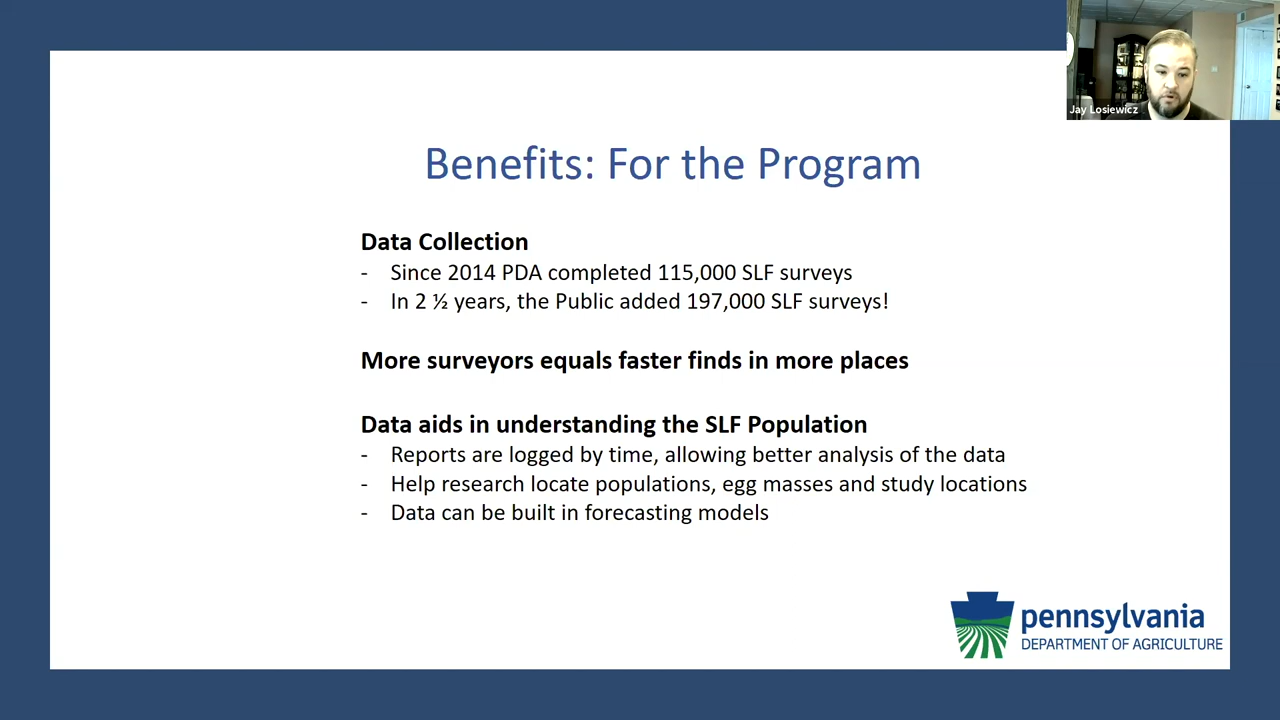 Jay Losiewicz
Benefits: For the Program
Data Collection
- Since 2014 PDA completed 115,000 SLF surveys
- In 2 ½ years, the Public added 197,000 SLF surveys!
More surveyors equals faster finds in more places
Data aids in understanding the SLF Population
- Reports are logged by time, allowing better analysis of the data
- Help research locate populations, egg masses and study locations
- Data can be built in forecasting models
pennsylvania
DEPARTMENT OF AGRICULTURE